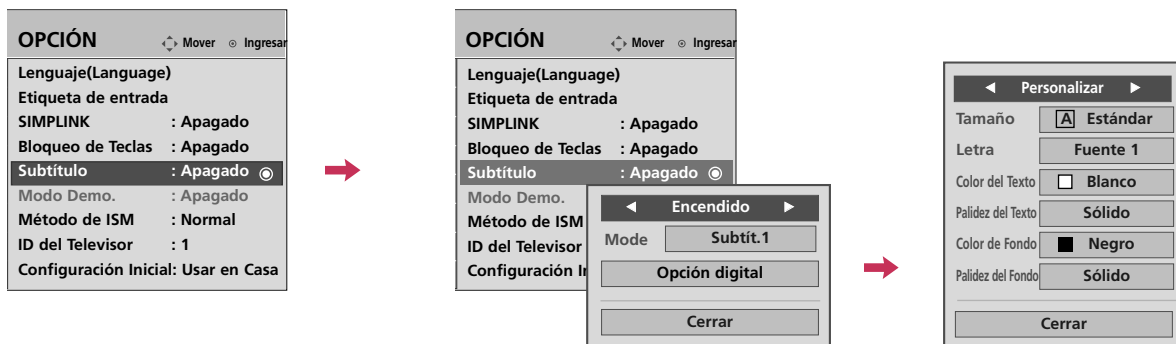 OPCIÓN Mover Ingresar
Lenguaje(Language)
Etiqueta de entrada
SIMPLINK : Apagado
Bloqueo de Teclas : Apagado
Subtítulo : Apagado
Modo Demo. : Apagado
Método de ISM : Normal
ID del Televisor : 1
Configuración Inicial: Usar en Casa
OPCIÓN Mover Ingresar
Lenguaje(Language)
Etiqueta de entrada
SIMPLINK : Apagado
Bloqueo de Teclas : Apagado
Subtítulo : Apagado
Modo Demo.
Método de ISM
ID del Televisor
Configuración In
Encendido
Mode Subtít.1
Opción digital
Cerrar
Personalizar
Tamaño A Estándar
Letra Fuente 1
Color del Texto Blanco
Palidez del Texto Sólido
Color de Fondo Negro
Palidez del Fondo Sólido
Cerrar